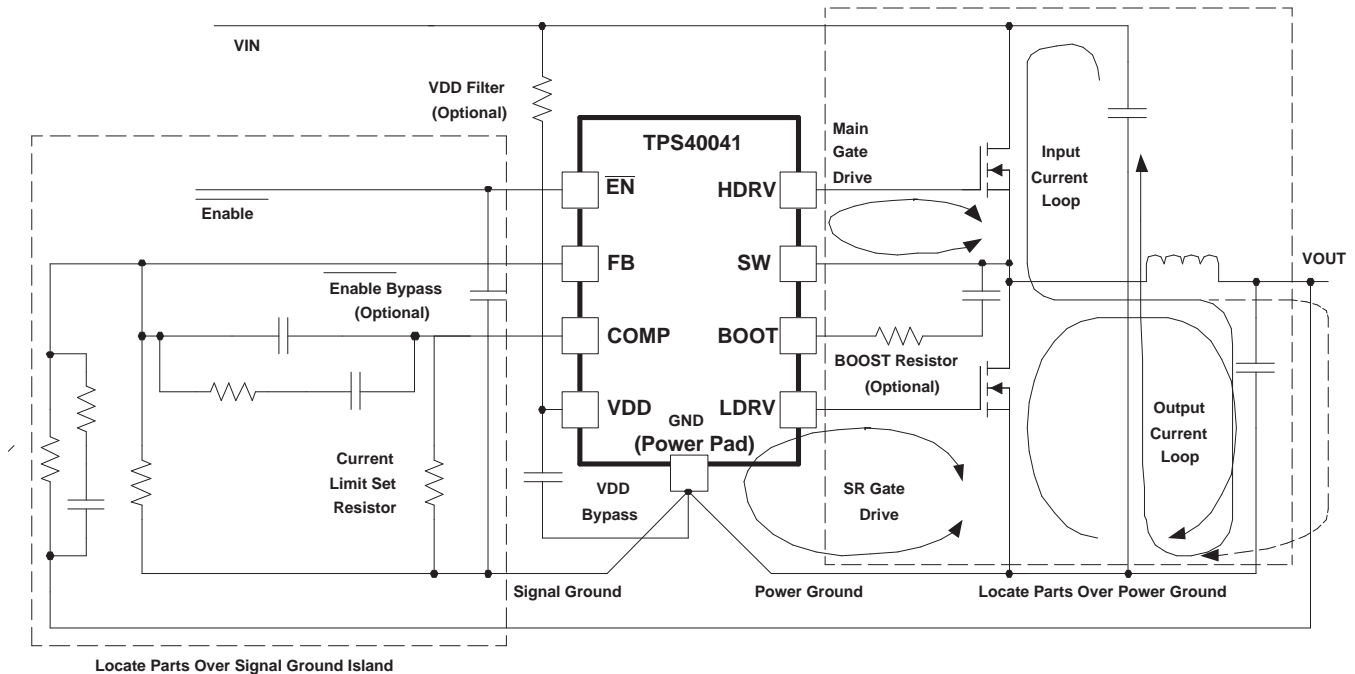 VIN
VDD Filter
(Optional)
TPS40041
Main
Gate
Drive
Input
Current
Loop
EN
HDRV
Enable
FB
SW
VOUT
Enable Bypass
(Optional)
COMP
BOOT
BOOST Resistor
(Optional)
VDD
LDRV
GND
(Power Pad)
Output
Current
Loop
Current
Limit Set
Resistor
VDD
Bypass
SR Gate
Drive
Signal Ground
Power Ground
Locate Parts Over Power Ground
Locate Parts Over Signal Ground Island